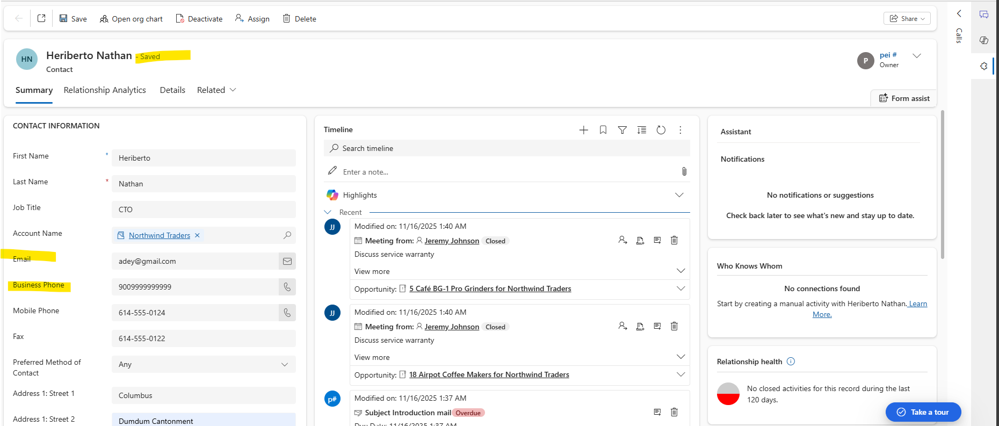 Save
Open org chart
Deactivate
Assign
Delete
Share
Calls
HN
Heriberto Nathan - Saved
Contact
P
pei #
Owner
Summary
Relationship Analytics
Details
Related
Form assist
CONTACT INFORMATION
First Name + Heriberto
Last Name * Nathan
Job Title CTO
Account Name Northwind Traders
Email adey@gmail.com
Business Phone 9009999999999
Mobile Phone 614-555-0124
Fax 614-555-0122
Preferred Method of
Contact
Any
Address 1: Street 1 Columbus
Address 1: Street 2 Dumdum Cantonment
Timeline
Search timeline
Enter a note...
Highlights
Recent
JJ
Modified on: 11/16/2025 1:40 AM
Meeting from: Jeremy Johnson Closed
Discuss service warranty
View more
Opportunity: 5 Café BG-1 Pro Grinders for Northwind Traders
JJ
Modified on: 11/16/2025 1:40 AM
Meeting from: Jeremy Johnson Closed
Discuss service warranty
View more
Opportunity: 18 Airpot Coffee Makers for Northwind Traders
p#
Modified on: 11/16/2025 1:37 AM
Subject Introduction mail Overdue
Due Date: 11/16/2025 1:37 AM
Assistant
Notifications
No notifications or suggestions
Check back later to see what's new and stay up to date.
Who Knows Whom
No connections found
Start by creating a manual activity with Heriberto Nathan. Learn
More.
Relationship health
No closed activities for this record during the last
120 days.
Take a tour